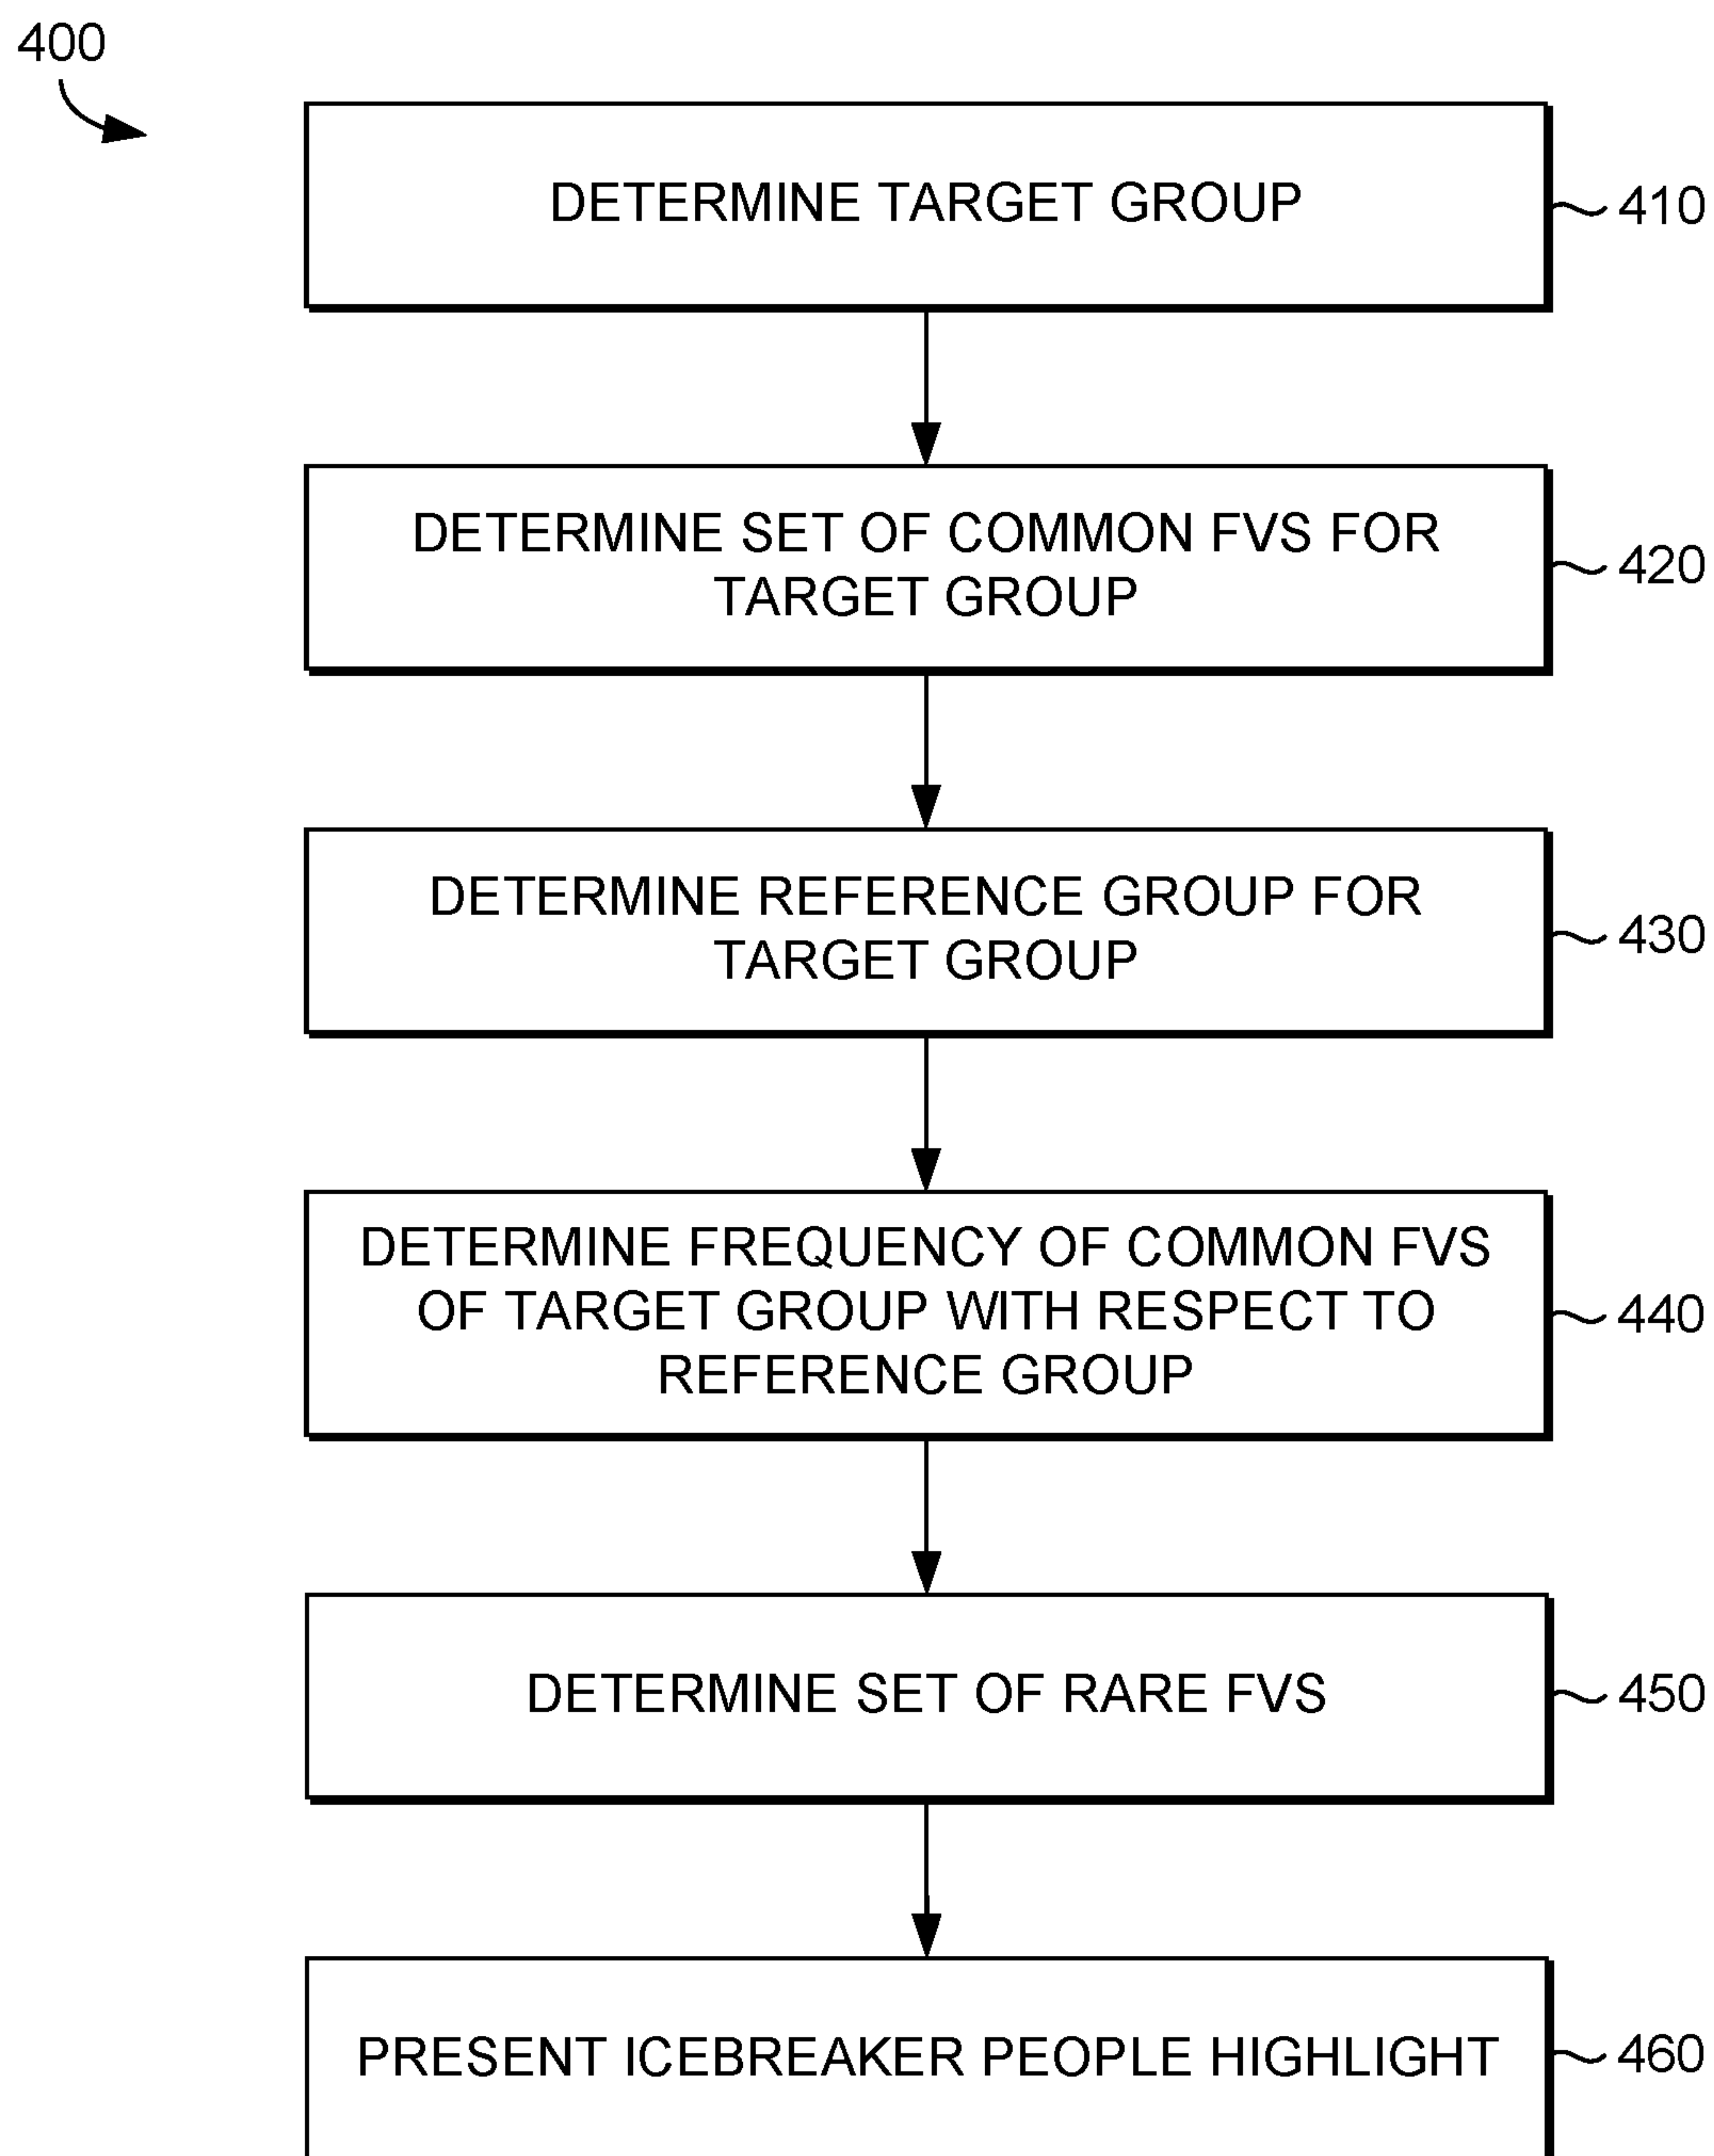 400
DETERMINE TARGET GROUP
410
DETERMINE SET OF COMMON FVS FOR
TARGET GROUP
420
DETERMINE REFERENCE GROUP FOR
TARGET GROUP
430
DETERMINE FREQUENCY OF COMMON FVS
OF TARGET GROUP WITH RESPECT TO
REFERENCE GROUP
440
DETERMINE SET OF RARE FVS
450
PRESENT ICEBREAKER PEOPLE HIGHLIGHT
460